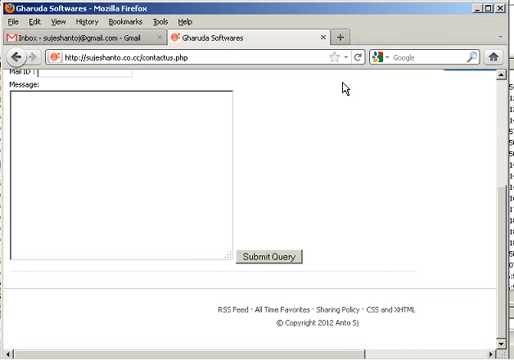 Gharuda Softwares - Mozilla Firefox
File Edit View History Bookmarks Tools Help
Inbox - sujeshantoj@gmail.com - Gmail
Gharuda Softwares
http://sujeshanto.co.cc/contactus.php
Google
Mail ID :
Message:
Submit Query
RSS Feed · All Time Favorites · Sharing Policy · CSS and XHTML
© Copyright 2012 Anto Sj